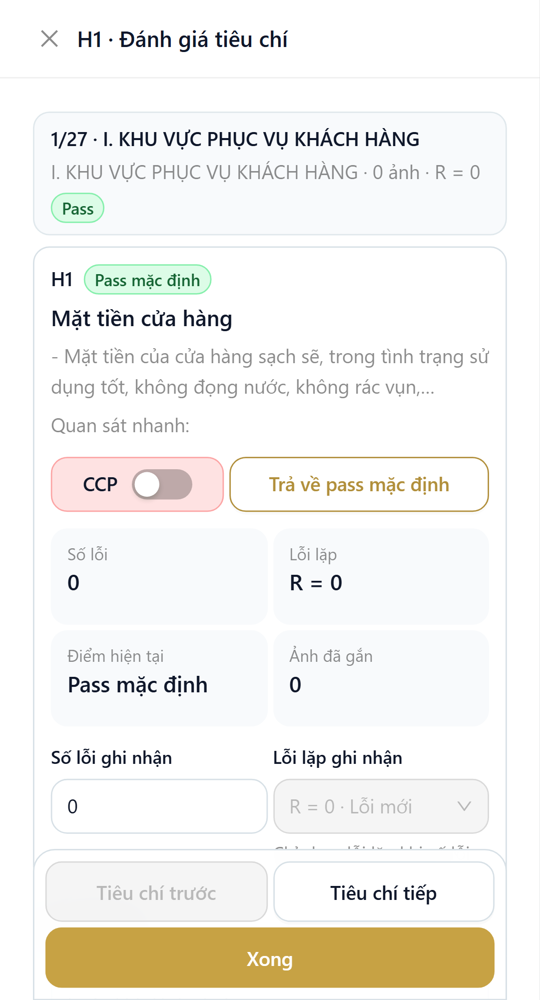 H1 · Đánh giá tiêu chí
1/27 · I. KHU VỰC PHỤC VỤ KHÁCH HÀNG
I. KHU VỰC PHỤC VỤ KHÁCH HÀNG · 0 ảnh · R = 0
Pass
H1 Pass mặc định
Mặt tiền cửa hàng
- Mặt tiền của cửa hàng sạch sẽ, trong tình trạng sử
dụng tốt, không đọng nước, không rác vụn,...
Quan sát nhanh:
CCP Trả về pass mặc định
Số lỗi Lỗi lặp
0 R = 0
Điểm hiện tại Ảnh đã gắn
Pass mặc định 0
Số lỗi ghi nhận Lỗi lặp ghi nhận
0 R = 0 · Lỗi mới
Tiêu chí trước Tiêu chí tiếp
Xong